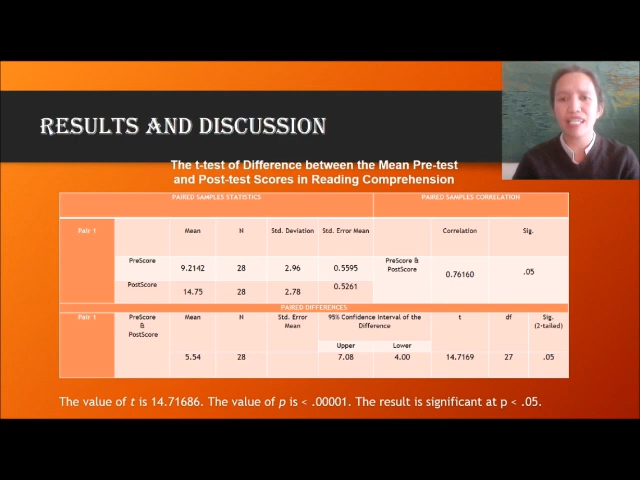 RESULTS AND DISCUSSION
The t-test of Difference between the Mean Pre-test
and Post-test Scores in Reading Comprehension
PAIRED SAMPLES STATISTICS PAIRED SAMPLES CORRELATION
Pair 1 Mean N Std. Deviation Std. Error Mean Correlation Sig.
PreScore 9.2142 28 2.96 0.5595 PreScore &
PostScore 0.76160 .05
PostScore 14.75 28 2.78 0.5261
PAIRED DIFFERENCES
Pair 1 PreScore
&
PostScore Mean N Std. Error
Mean 95% Confidence Interval of the
Difference t df Sig.
(2-tailed)
Upper Lower
5.54 28 7.08 4.00 14.7169 27 .05
The value of t is 14.71686. The value of p is < .00001. The result is significant at p < .05.